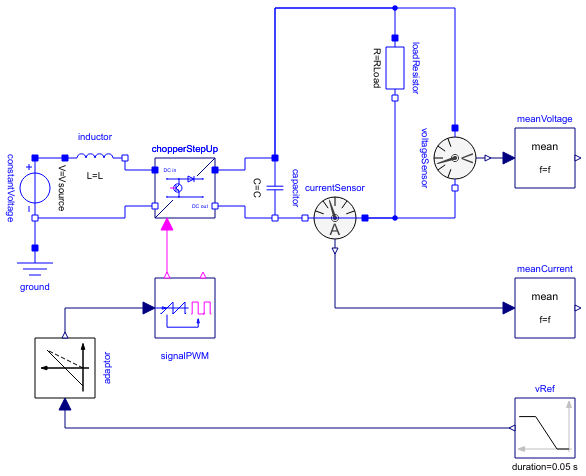 loadResistor
R=RLoad
voltageSensor
meanVoltage
mean
f=f
inductor
L=L
chopperStepUp
DC in
DC out
constantVoltage
+
V=Vsource
C=C
capacitor
currentSensor
A
ground
meanCurrent
mean
f=f
signalPWM
adaptor
vRef
duration=0.05 s